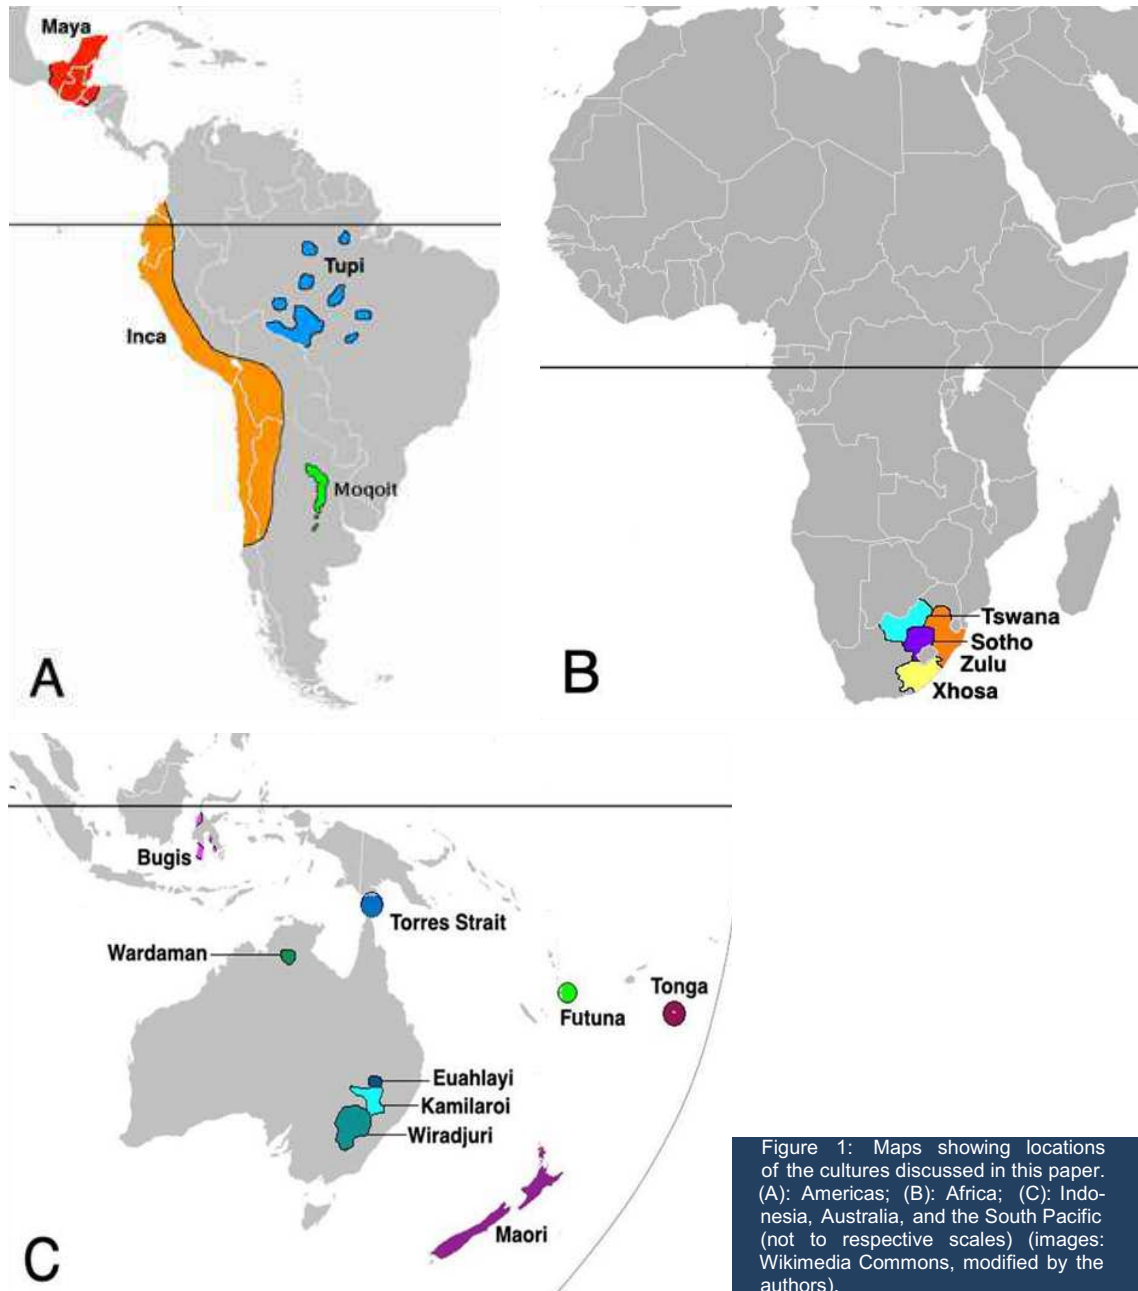 Maya
Tupi
Inca
Moqoit
A
Tswana
Sotho
Zulu
Xhosa
B
Bugis
Torres Strait
Wardaman
Tonga
Futuna
Euahlayi
Kamilaroi
Wiradjuri
Maori
C
Figure 1: Maps showing locations
of the cultures discussed in this paper.
(A): Americas; (B): Africa; (C): Indo-
nesia, Australia, and the South Pacific
(not to respective scales) (images:
Wikimedia Commons, modified by the
authors).